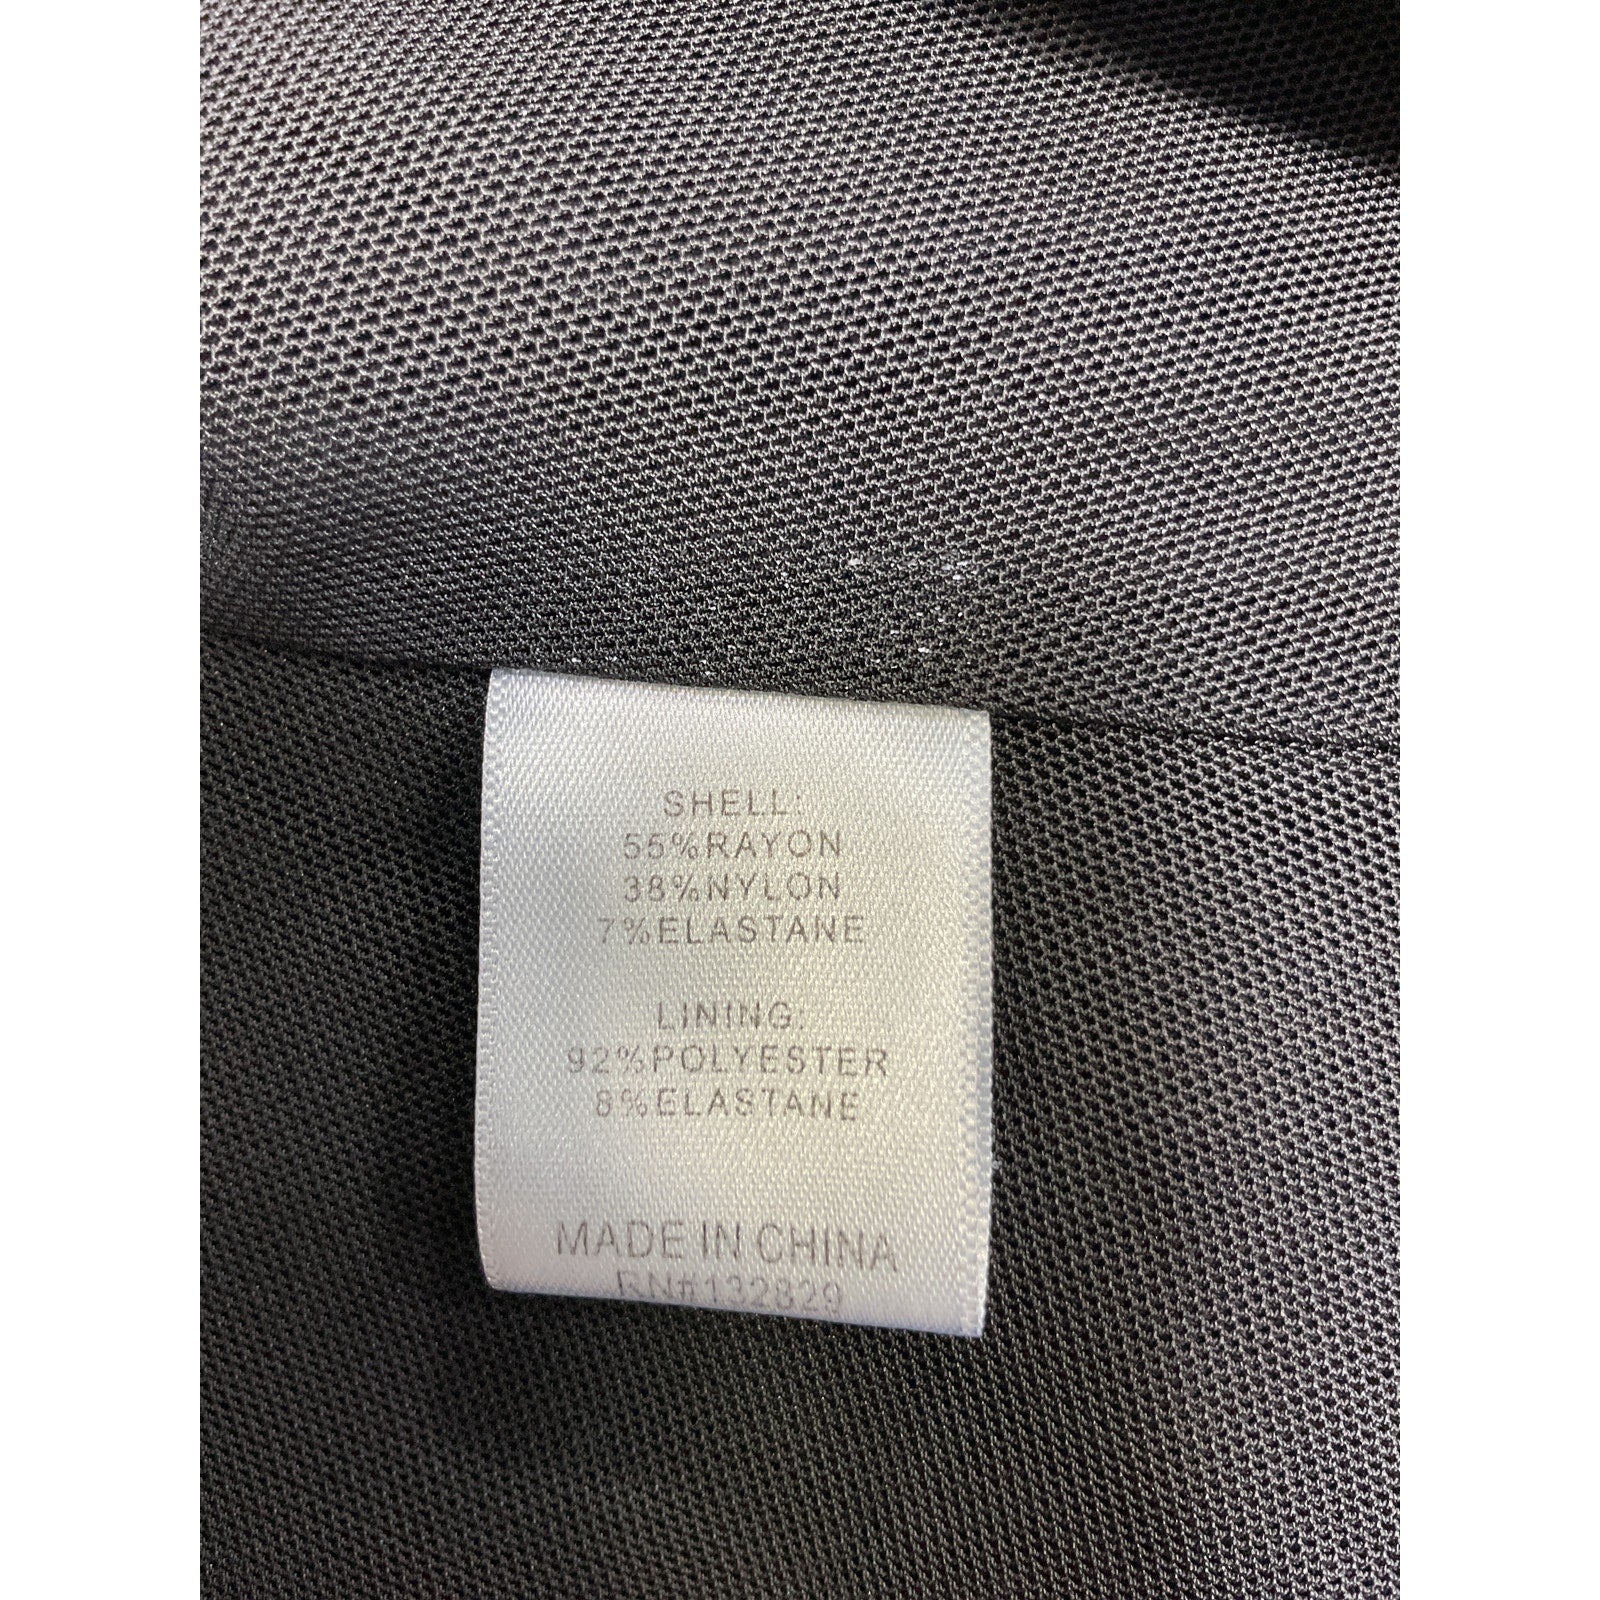 SHELL:
55%RAYON
38%NYLON
7%ELASTANE
LINING:
92%POLYESTER
8%ELASTANE
MADE IN CHINA
RN#132829